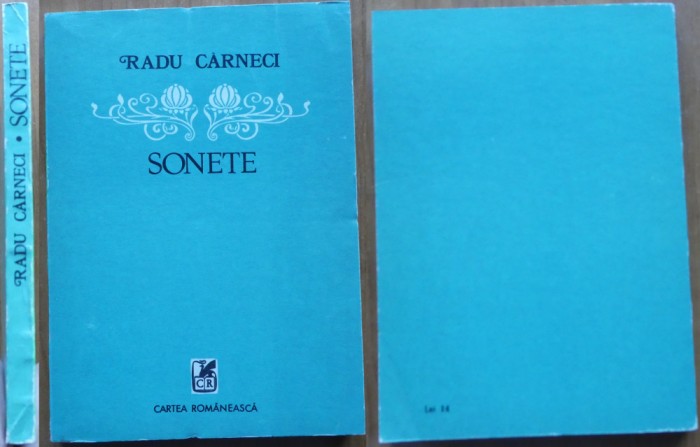 RADU CÂRNECI • SONETE
RADU CÂRNECI
SONETE
CR
CARTEA ROMÂNEASCĂ
Lei 14